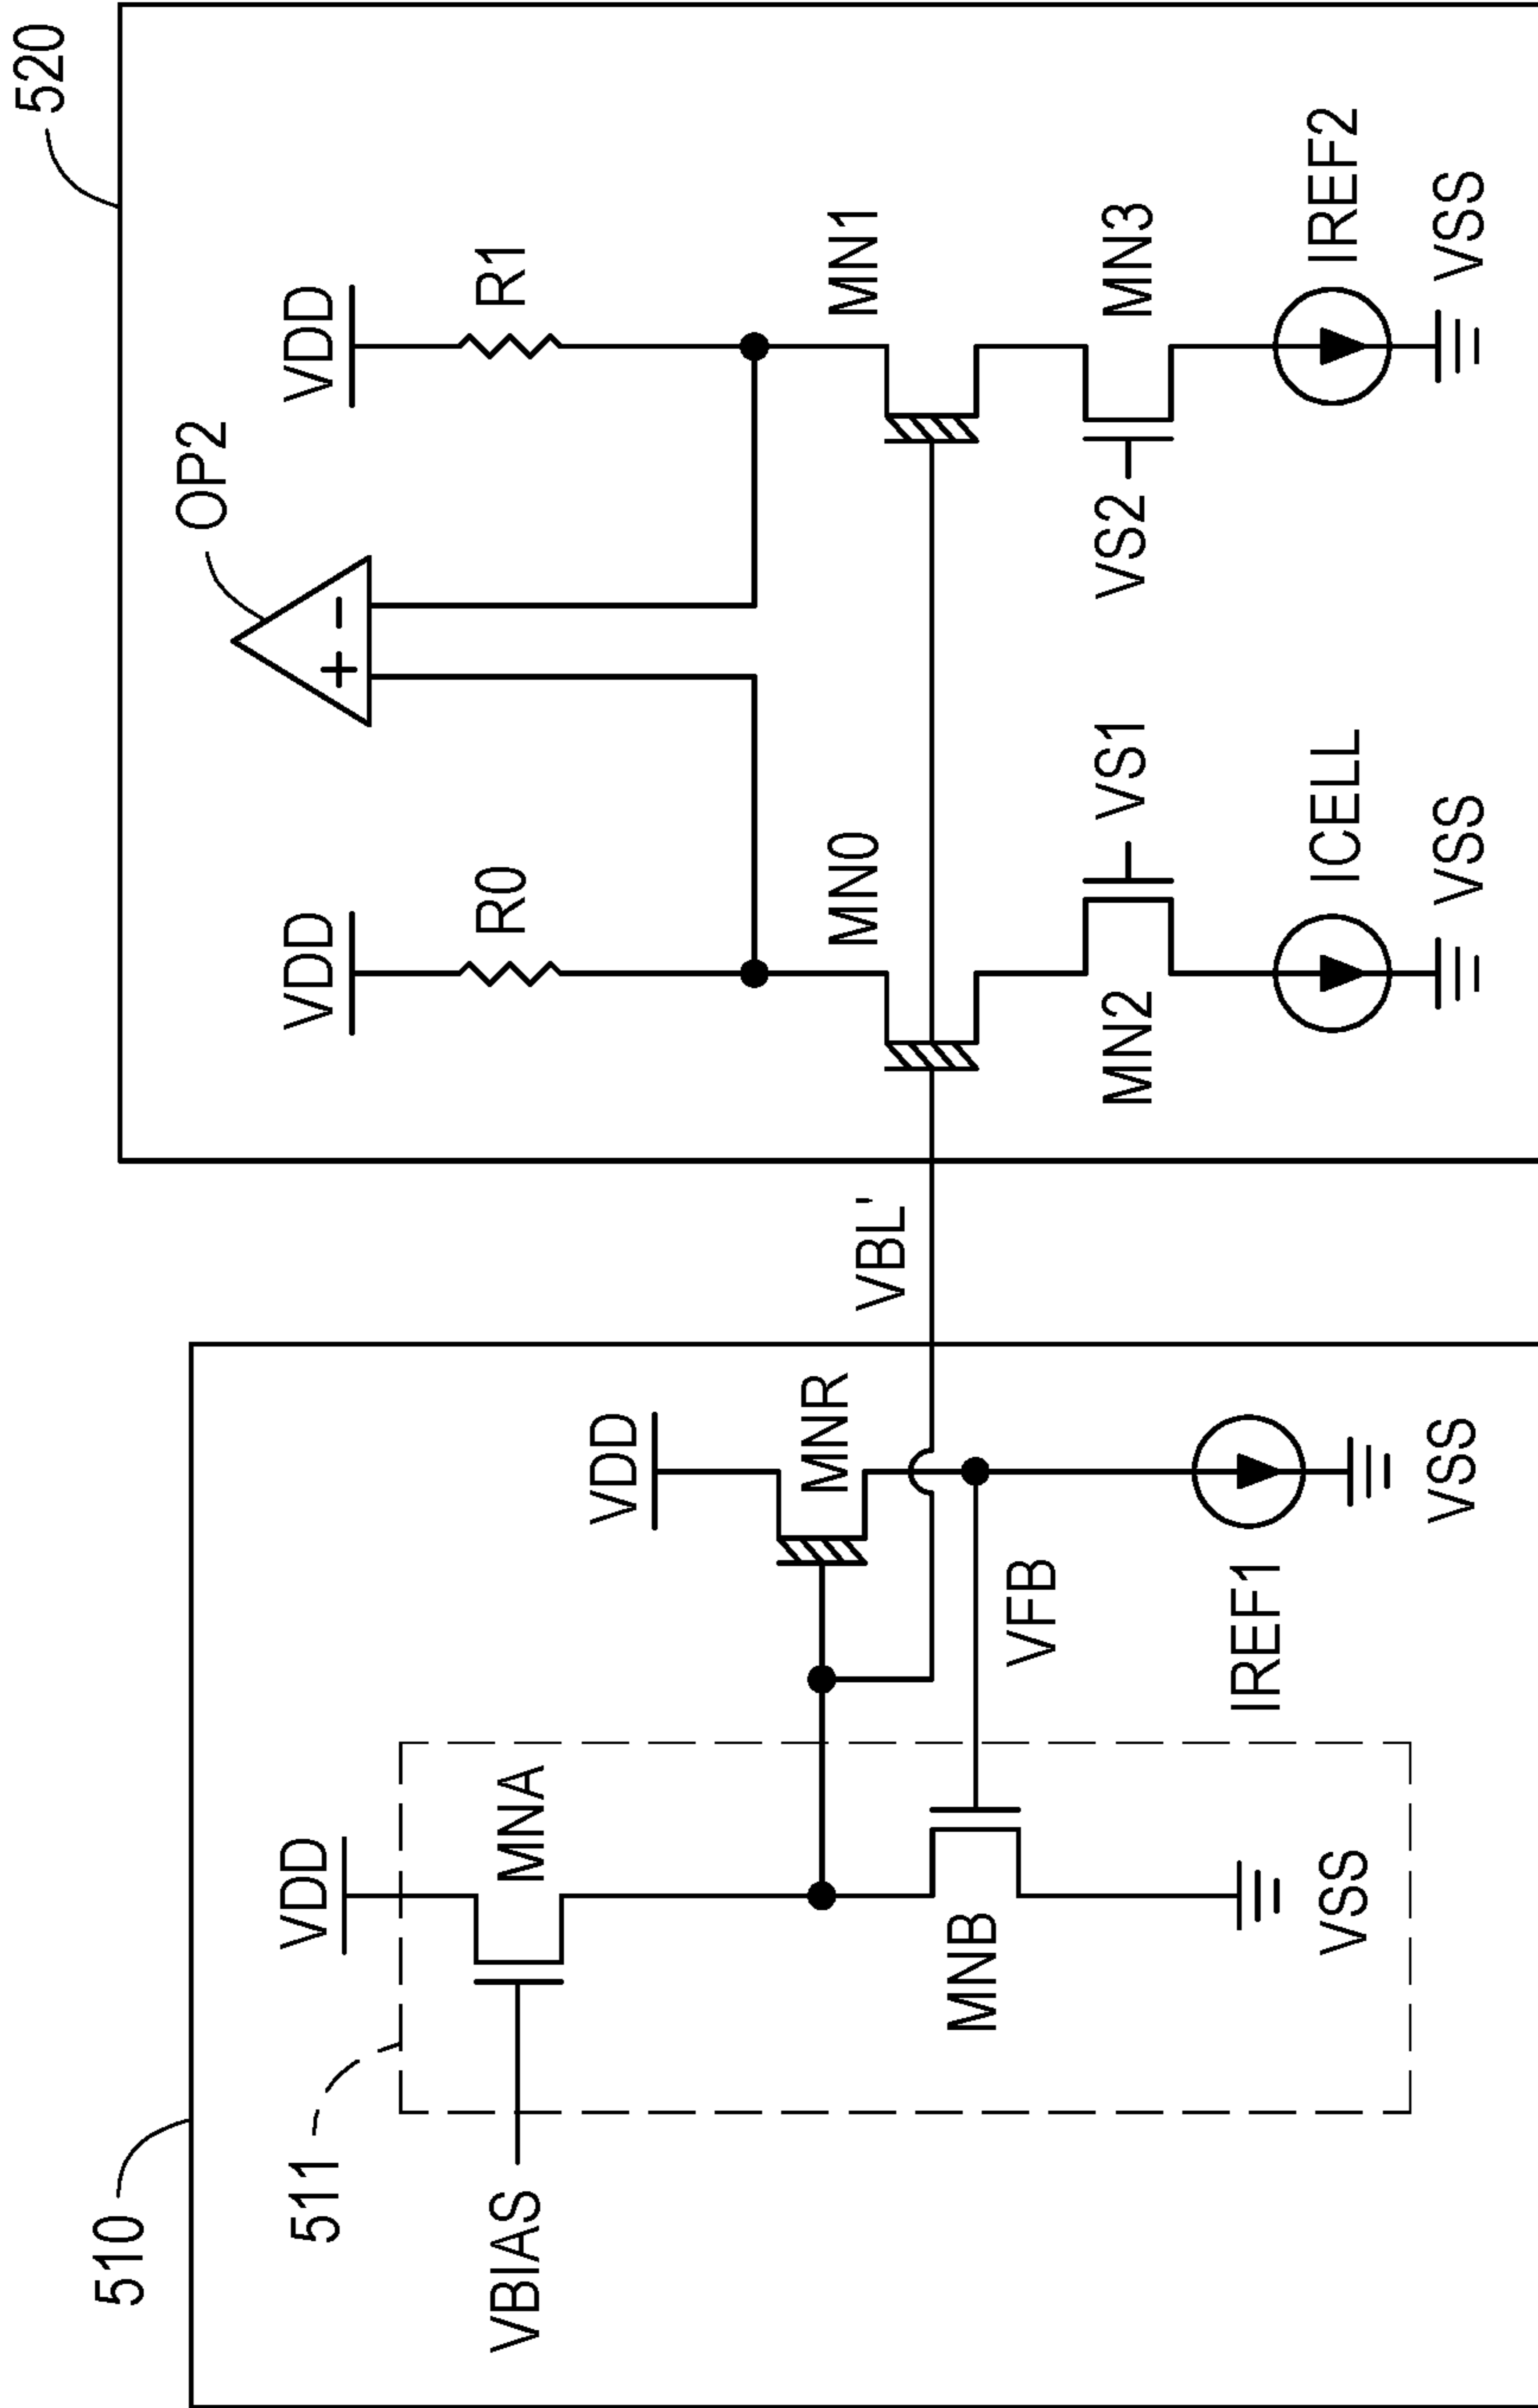 510
511
VBIAS
VDD
MNA
MNB
VSS
VDD
MNR
VFB
IREF1
VSS
VBL'
520
OP2
+
-
VDD
R0
MN0
MN2
VS1
ICELL
VSS
VDD
R1
MN1
VS2
MN3
IREF2
VSS